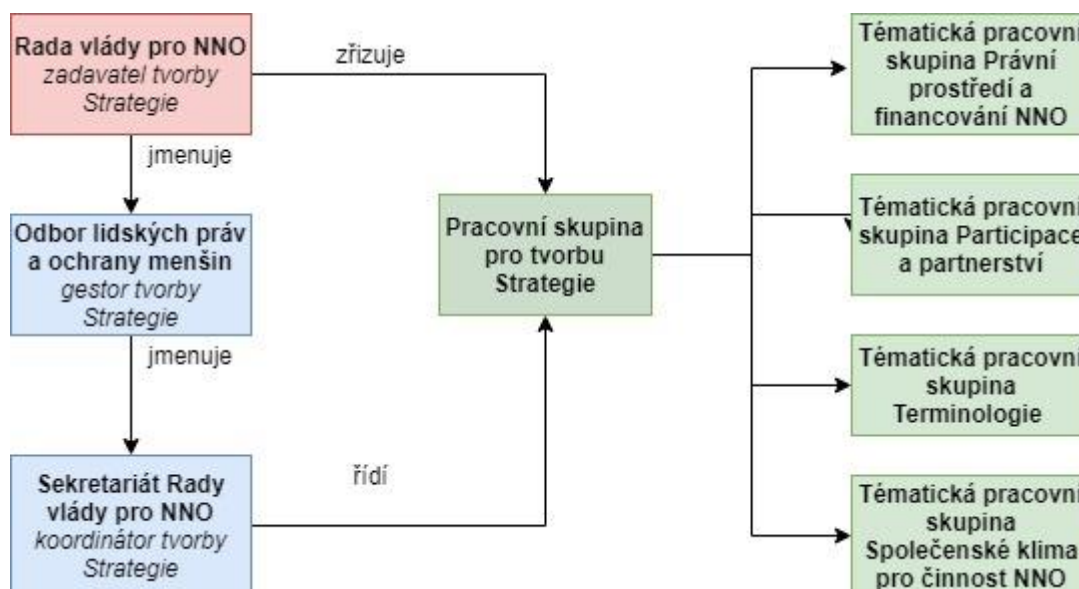 Rada vlády pro NNO
zadavatel tvorby
Strategie
zřizuje
jmenuje
Odbor lidských práv
a ochrany menšin
gestor tvorby
Strategie
jmenuje
Sekretariát Rady
vlády pro NNO
koordinátor tvorby
Strategie
řídí
Pracovní skupina
pro tvorbu
Strategie
Tématická pracovní
skupina Právní
prostředí a
financování NNO
Tématická pracovní
skupina Participace
a partnerství
Tématická pracovní
skupina
Terminologie
Tématická pracovní
skupina
Společenské klima
pro činnost NNO